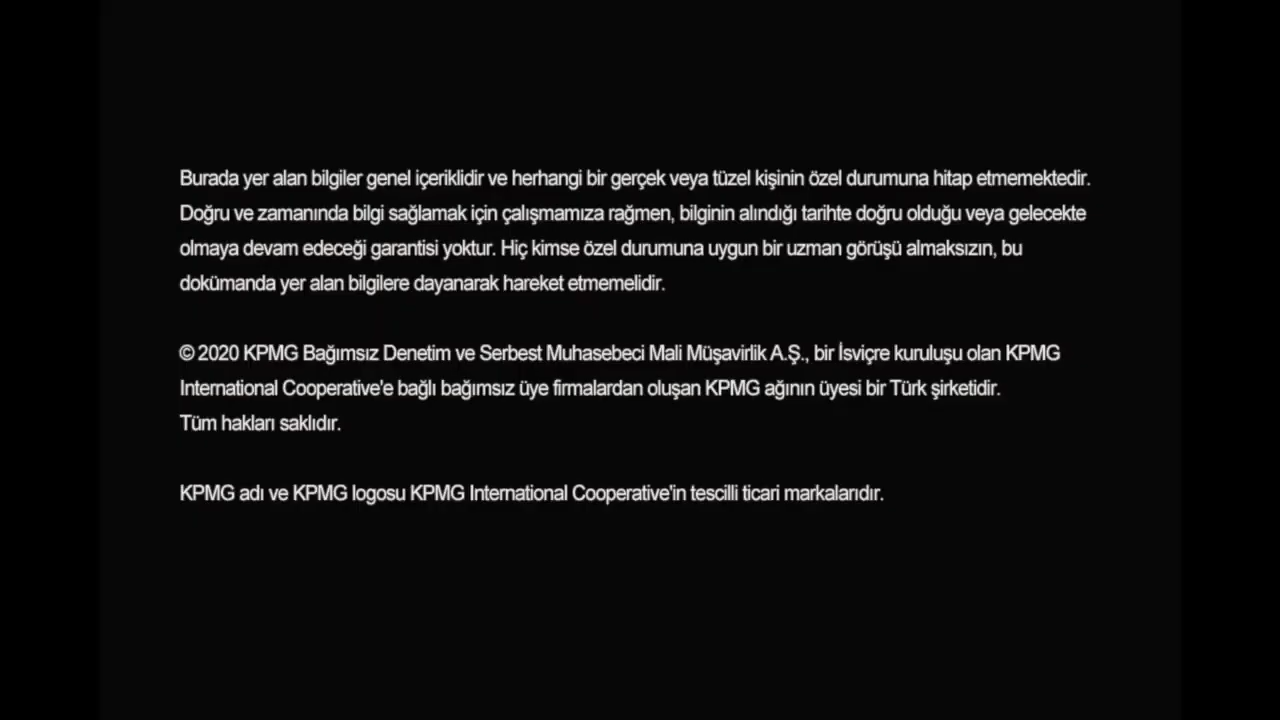 Burada yer alan bilgiler genel içeriklidir ve herhangi bir gerçek veya tüzel kişinin özel durumuna hitap etmemektedir.
Doğru ve zamanında bilgi sağlamak için çalışmamıza rağmen, bilginin alındığı tarihte doğru olduğu veya gelecekte
olmaya devam edeceği garantisi yoktur. Hiç kimse özel durumuna uygun bir uzman görüşü almaksızın, bu
dokümanda yer alan bilgilere dayanarak hareket etmemelidir.
© 2020 KPMG Bağımsız Denetim ve Serbest Muhasebeci Mali Müşavirlik A.Ş., bir İsviçre kuruluşu olan KPMG
International Cooperative'e bağlı bağımsız üye firmalardan oluşan KPMG ağının üyesi bir Türk şirketidir.
Tüm hakları saklıdır.
KPMG adı ve KPMG logosu KPMG International Cooperative'in tescilli ticari markalarıdır.